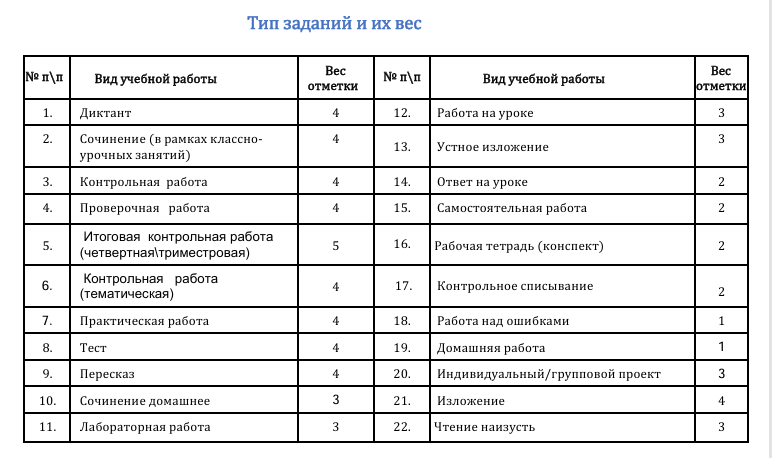 Тип заданий и их вес
№ п\п Вид учебной работы Вес отметки № п\п Вид учебной работы Вес отметки
1. Диктант 4 12. Работа на уроке 3
2. Сочинение (в рамках классно-
урочных занятий) 4 13. Устное изложение 3
3. Контрольная работа 4 14. Ответ на уроке 2
4. Проверочная работа 4 15. Самостоятельная работа 2
5. Итоговая контрольная работа
(четвертная\триместровая) 5 16. Рабочая тетрадь (конспект) 2
6. Контрольная работа
(тематическая) 4 17. Контрольное списывание 2
7. Практическая работа 4 18. Работа над ошибками 1
8. Тест 4 19. Домашняя работа 1
9. Пересказ 4 20. Индивидуальный/групповой проект 3
10. Сочинение домашнее 3 21. Изложение 4
11. Лабораторная работа 3 22. Чтение наизусть 3